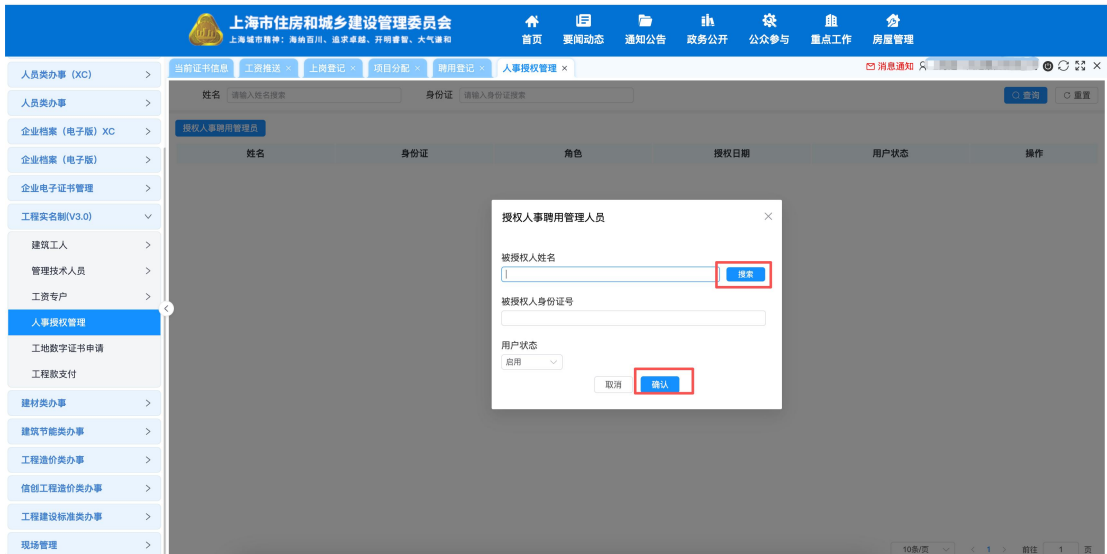 上海市住房和城乡建设管理委员会
上海城市精神：海纳百川、追求卓越、开明睿智、大气谦和
首页 要闻动态 通知公告 政务公开 公众参与 重点工作 房屋管理
当前证书信息 工资推送 × 上岗登记 × 项目分配 × 聘用登记 × 人事授权管理 ×
消息通知
人员类办事（XC）
人员类办事
企业档案（电子版）XC
企业档案（电子版）
企业电子证书管理
工程实名制(V3.0)
建筑工人
管理技术人员
工资专户
人事授权管理
工地数字证书申请
工程款支付
建材类办事
建筑节能类办事
工程造价类办事
信创工程造价类办事
工程建设标准类办事
现场管理
姓名 请输入姓名搜索 身份证 请输入身份证搜索 查询 重置
授权人事聘用管理员
姓名 身份证 角色 授权日期 用户状态 操作
授权人事聘用管理人员
被授权人姓名
搜索
被授权人身份证号
用户状态
启用
取消 确认
10条/页 1 前往 1 页